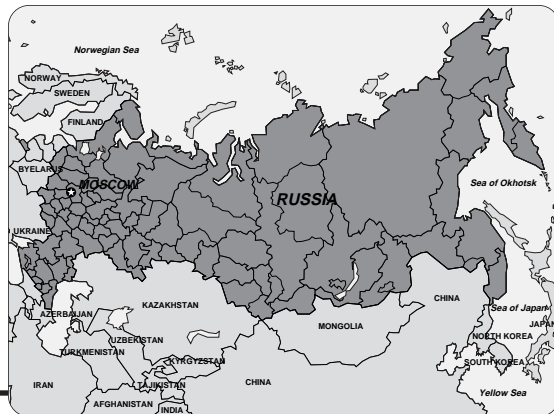 Norwegian Sea
NORWAY
SWEDEN
FINLAND
BYELARUS
MOSCOW
RUSSIA
Sea of Okhotsk
UKRAINE
KAZAKHSTAN
CHINA
Sea of Japan
AZERBAIJAN
JAPAN
MONGOLIA
NORTH KOREA
UZBEKISTAN
TURKMENISTAN
KYRGYZSTAN
SOUTH KOREA
IRAN
TAJIKISTAN
CHINA
Yellow Sea
AFGHANISTAN
INDIA